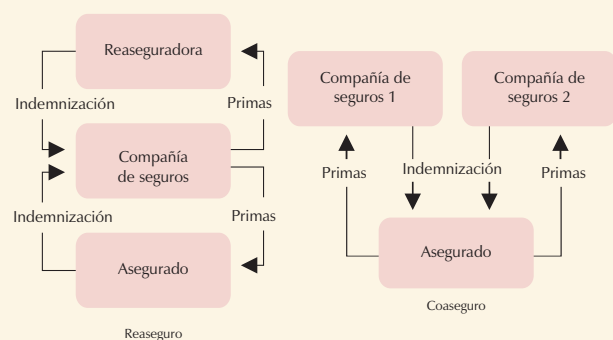 Reaseguradora
Indemnización
Primas
Compañía
de seguros
Indemnización
Primas
Asegurado
Reaseguro
Compañía de
seguros 1
Compañía de
seguros 2
Primas
Indemnización
Primas
Asegurado
Coaseguro